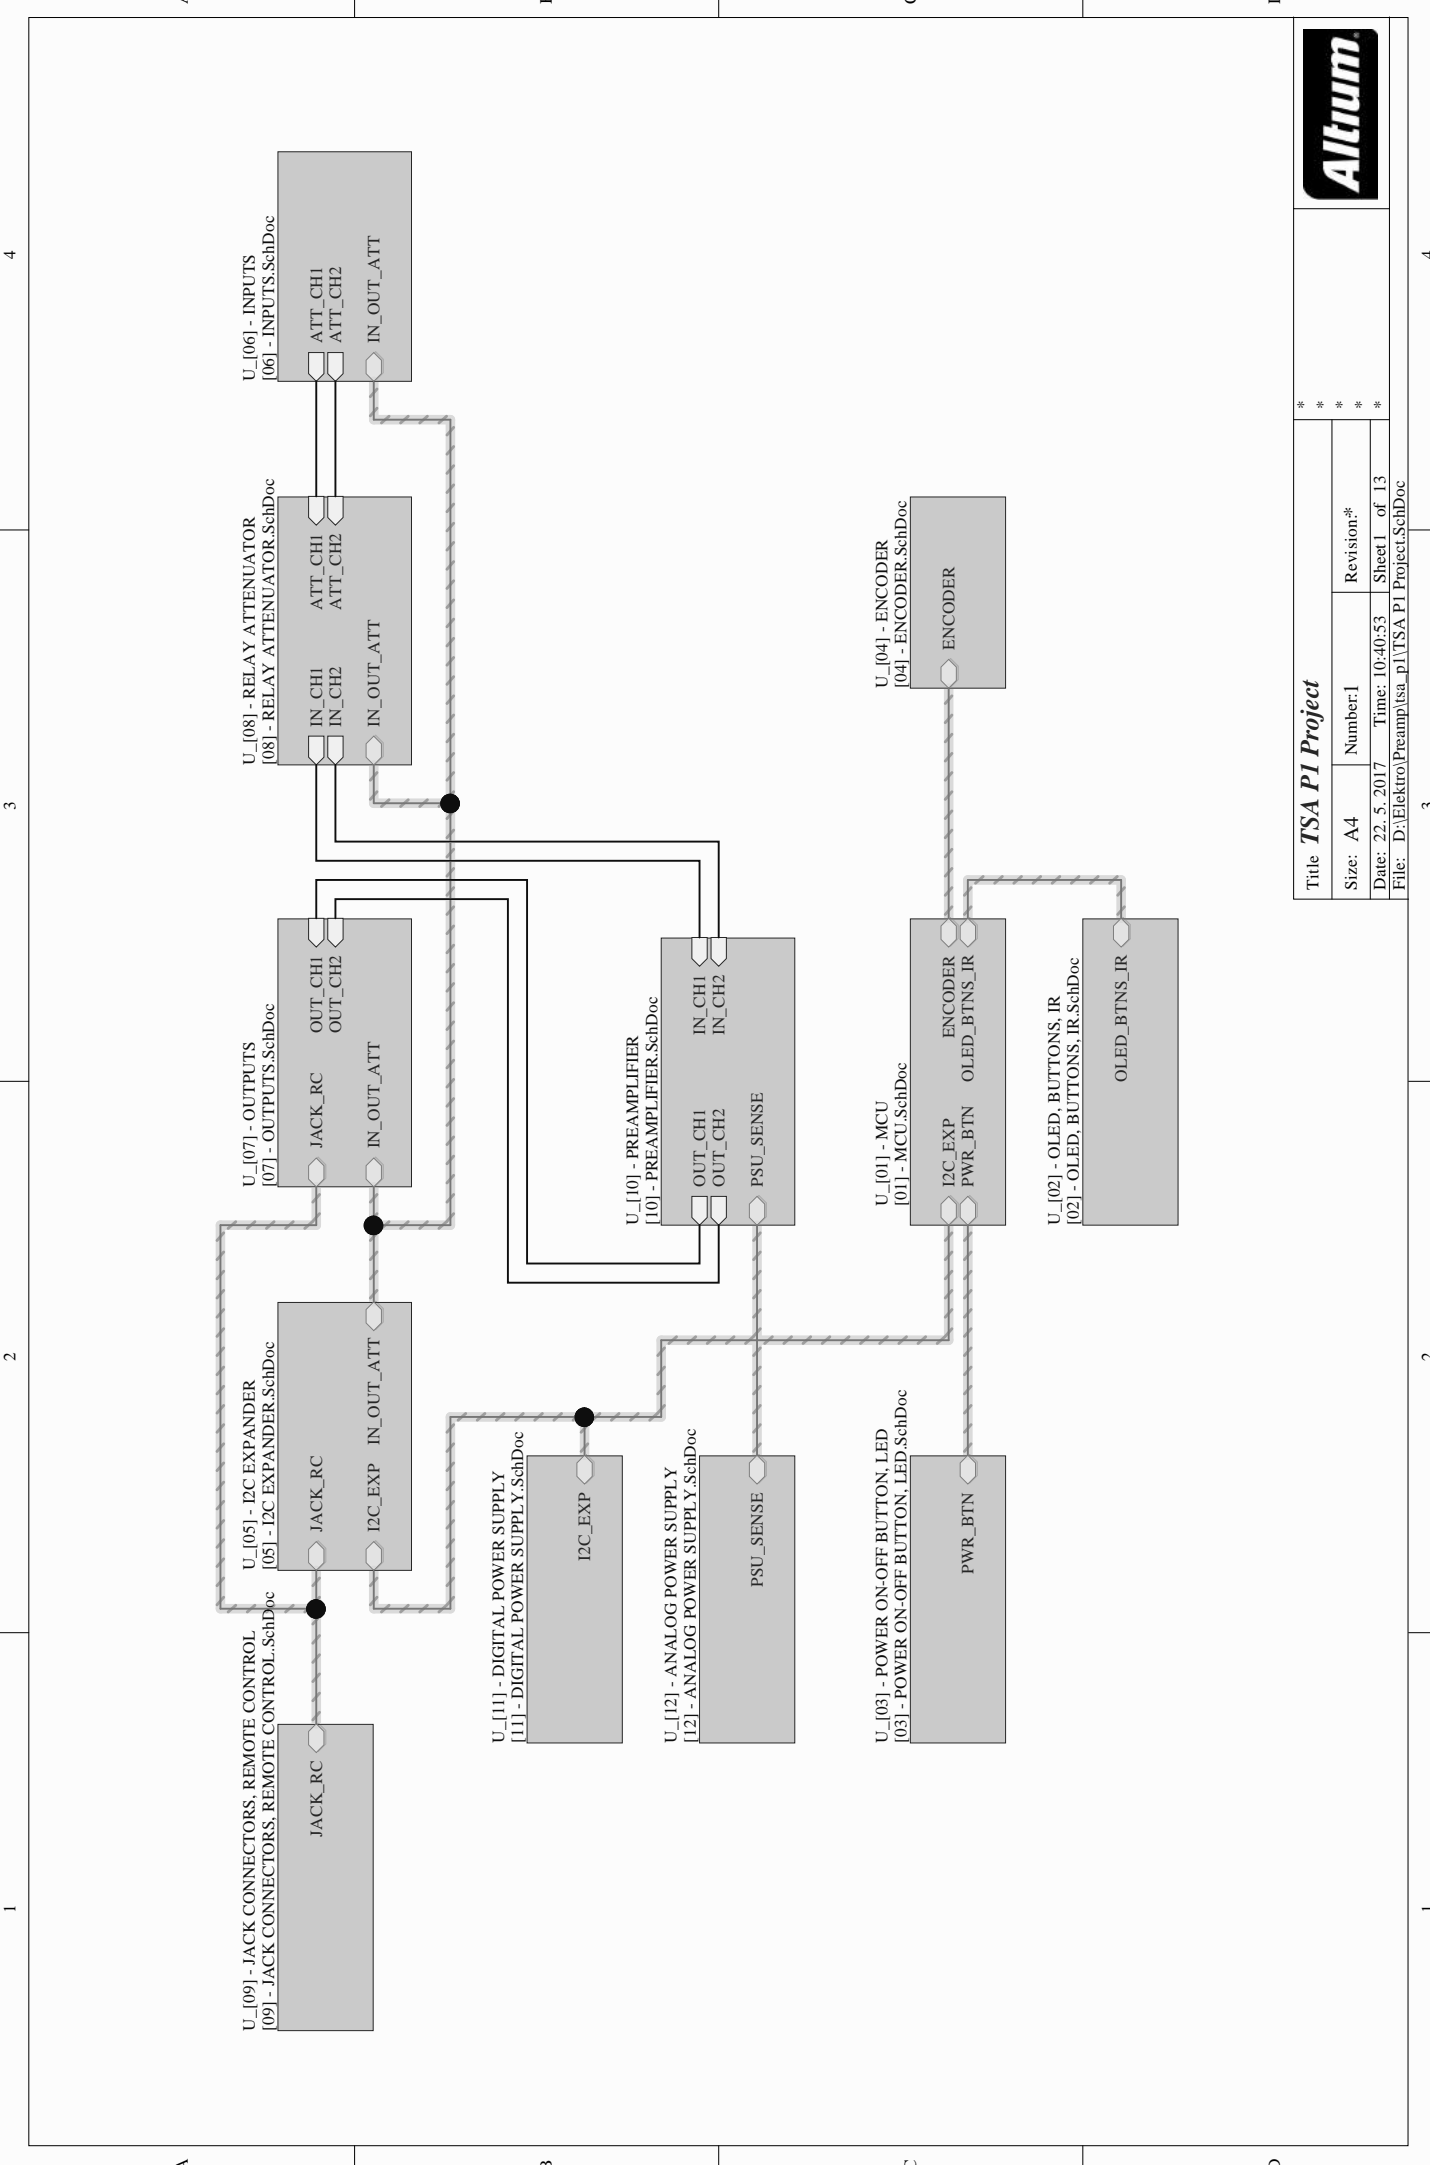 1
2
3
4
U_[09] - JACK CONNECTORS, REMOTE CONTROL
[09] - JACK CONNECTORS, REMOTE CONTROL.SchDoc
JACK_RC
U_[05] - I2C EXPANDER
[05] - I2C EXPANDER.SchDoc
JACK_RC
I2C_EXP IN_OUT_ATT
U_[07] - OUTPUTS
[07] - OUTPUTS.SchDoc
JACK_RC OUT_CH1
OUT_CH2
IN_OUT_ATT
U_[08] - RELAY ATTENUATOR
[08] - RELAY ATTENUATOR.SchDoc
IN_CH1 ATT_CH1
IN_CH2 ATT_CH2
IN_OUT_ATT
U_[06] - INPUTS
[06] - INPUTS.SchDoc
ATT_CH1
ATT_CH2
IN_OUT_ATT
U_[11] - DIGITAL POWER SUPPLY
[11] - DIGITAL POWER SUPPLY.SchDoc
I2C_EXP
U_[10] - PREAMPLIFIER
[10] - PREAMPLIFIER.SchDoc
OUT_CH1 IN_CH1
OUT_CH2 IN_CH2
PSU_SENSE
U_[12] - ANALOG POWER SUPPLY
[12] - ANALOG POWER SUPPLY.SchDoc
PSU_SENSE
U_[03] - POWER ON-OFF BUTTON, LED
[03] - POWER ON-OFF BUTTON, LED.SchDoc
PWR_BTN
U_[01] - MCU
[01] - MCU.SchDoc
I2C_EXP ENCODER
PWR_BTN OLED_BTNS_IR
U_[04] - ENCODER
[04] - ENCODER.SchDoc
ENCODER
U_[02] - OLED, BUTTONS, IR
[02] - OLED, BUTTONS, IR.SchDoc
OLED_BTNS_IR
Title TSA P1 Project
Size: A4 Number:1 Revision:*
Date: 22. 5. 2017 Time: 10:40:53 Sheet1 of 13
File: D:\Elektro\Preamp\tsa_p1\TSA P1 Project.SchDoc
*
*
*
*
*
Altium.
1
2
3
4